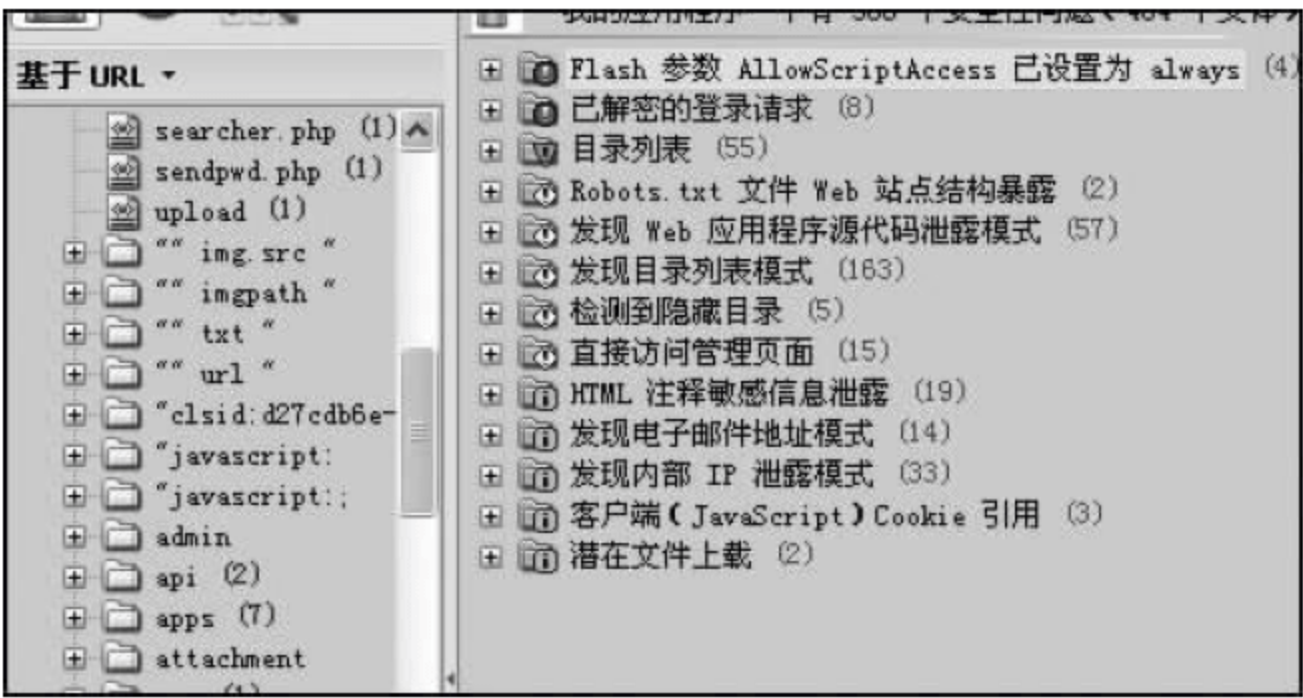 基于 URL
searcher.php (1)
sendpwd.php (1)
upload (1)
"" img.src "
"" imgpath "
"" txt "
"" url "
"clsid:d27cdb6e-
"javascript:
"javascript:;
admin
api (2)
apps (7)
attachment
(1)
我的应用程序
Flash 参数 AllowScriptAccess 已设置为 always (4)
已解密的登录请求 (8)
目录列表 (55)
Robots.txt 文件 Web 站点结构暴露 (2)
发现 Web 应用程序源代码泄露模式 (57)
发现目录列表模式 (163)
检测到隐藏目录 (5)
直接访问管理页面 (15)
HTML 注释敏感信息泄露 (19)
发现电子邮件地址模式 (14)
发现内部 IP 泄露模式 (33)
客户端(JavaScript)Cookie 引用 (3)
潜在文件上载 (2)